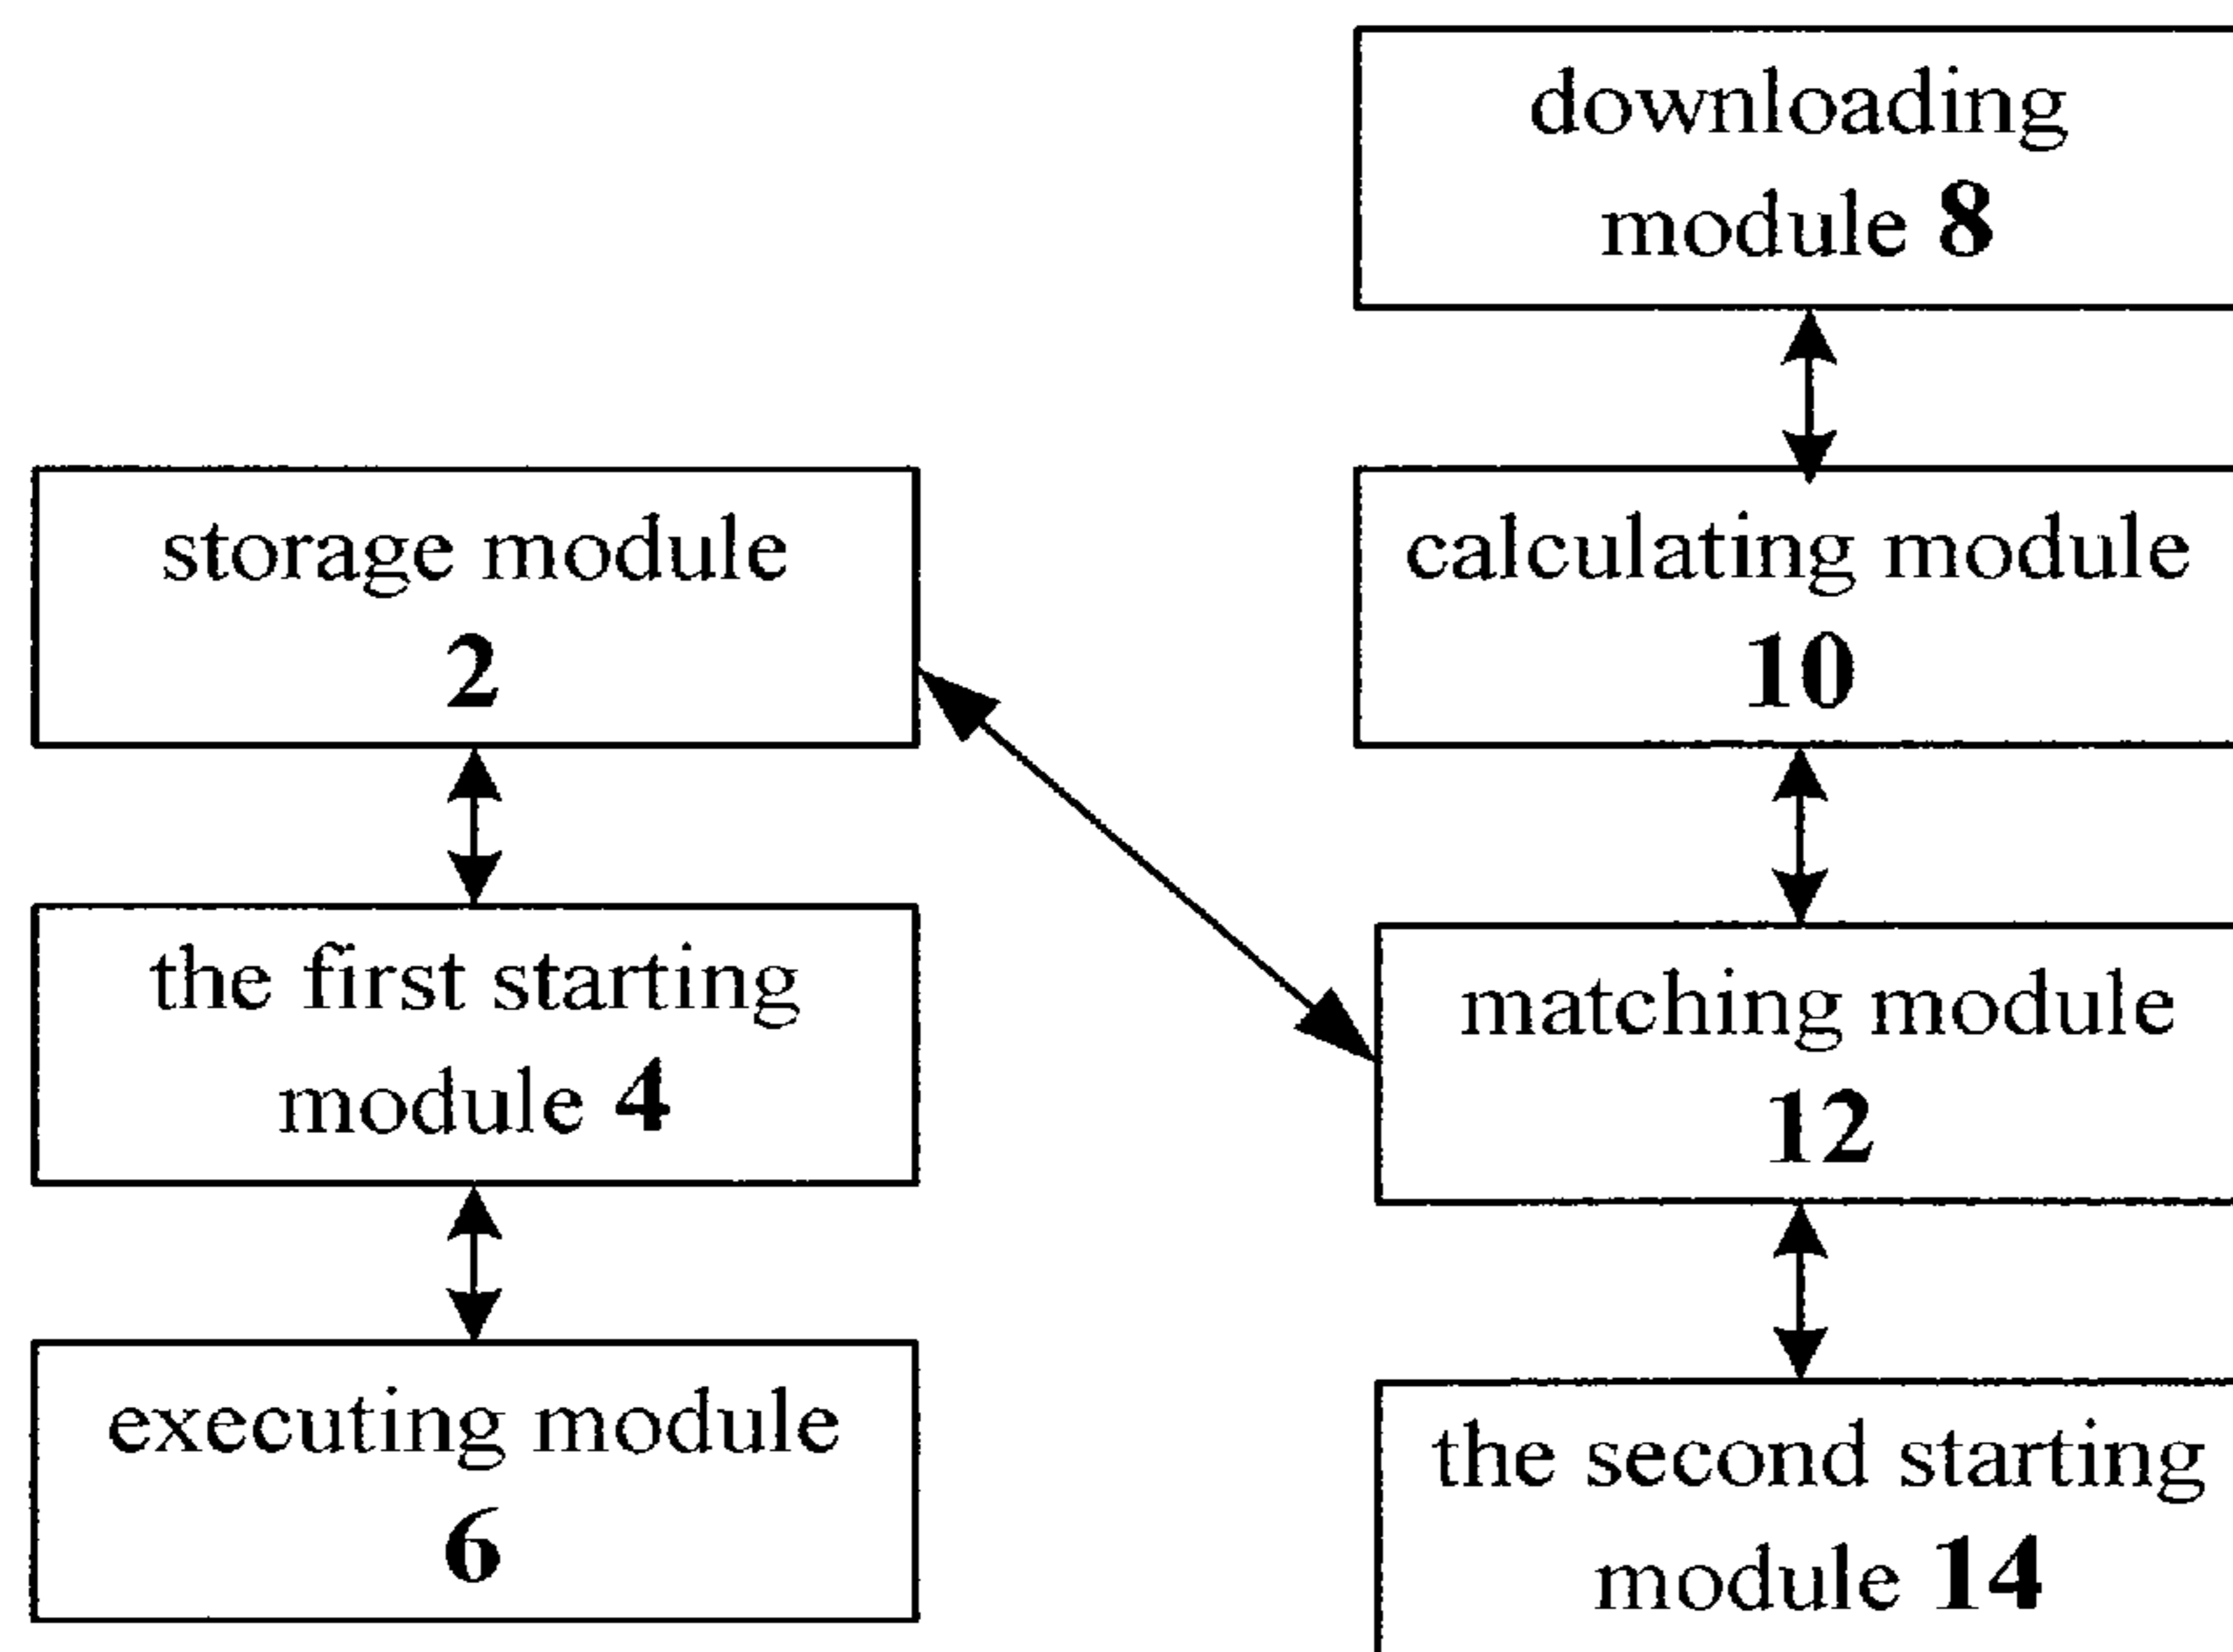 downloading
module 8
storage module
2
calculating module
10
the first starting
module 4
matching module
12
executing module
6
the second starting
module 14